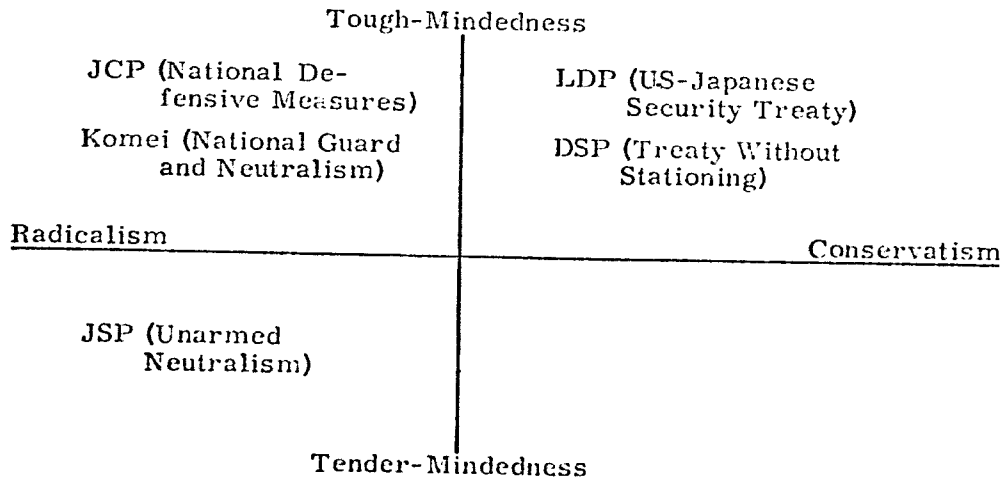 Tough-Mindedness
JCP (National De-
fensive Measures)
Komei (National Guard
and Neutralism)
LDP (US-Japanese
Security Treaty)
DSP (Treaty Without
Stationing)
Radicalism
Conservatism
JSP (Unarmed
Neutralism)
Tender-Mindedness